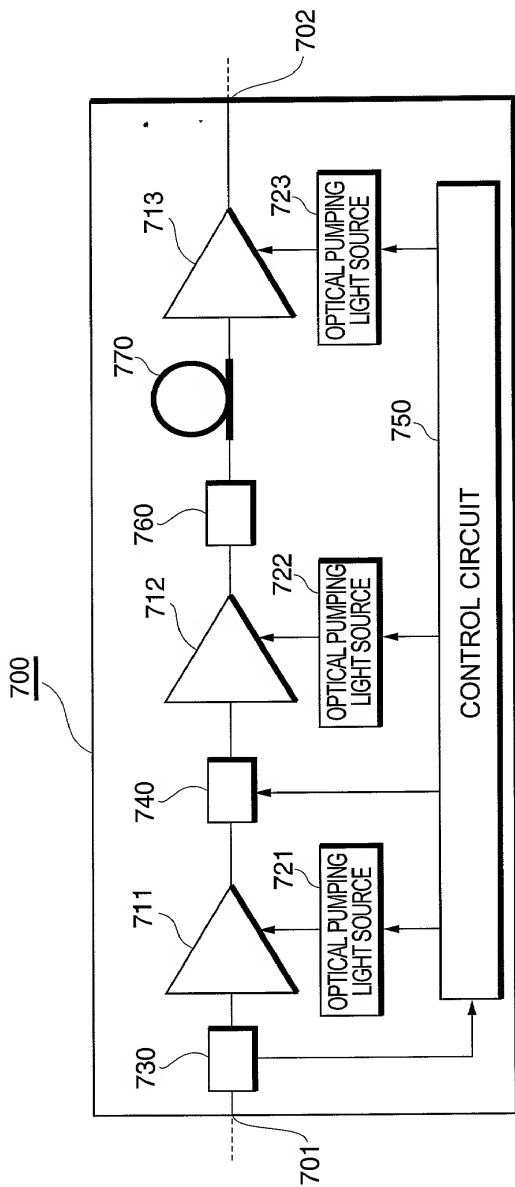 700
701
730
711
740
712
760
770
713
702
721
OPTICAL PUMPING
LIGHT SOURCE
722
OPTICAL PUMPING
LIGHT SOURCE
723
OPTICAL PUMPING
LIGHT SOURCE
750
CONTROL CIRCUIT